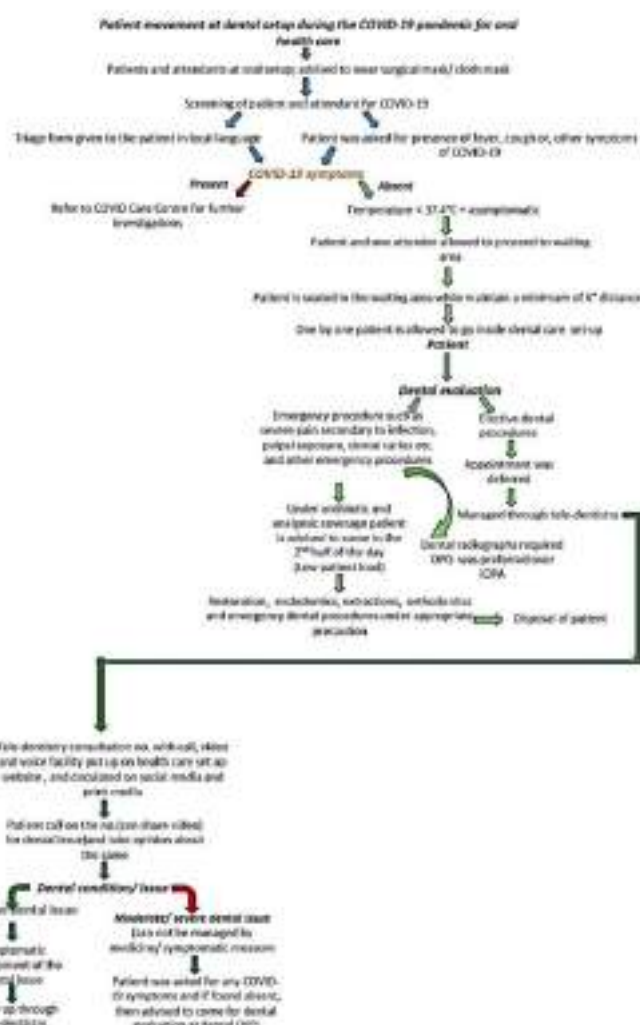 Patient movement at dental setup during the COVID-19 pandemic for oral
health care
Patients and attendants at oral setup advised to wear surgical mask/ cloth mask
Screening of patient and attendant for COVID-19
Triage form given to the patient in local language
Patient was asked for presence of fever, cough or, other symptoms
of COVID-19
COVID-19 symptoms
Present
Absent
Refer to COVID Care Centre for further
investigations
Temperature < 37.4°C = asymptomatic
Patient and one attender allowed to proceed to waiting
area
Patient is seated in the waiting area while maintain a minimum of 6" distance
One by one patient is allowed to go inside dental care set-up
Patient
Dental evaluation
Emergency procedure such as
severe pain secondary to infection,
pulpal exposure, caries etc.
and other emergency procedures
Elective dental
procedures
Appointment was
deferred
Managed through tele-dentistry
Under antibiotic and
analgesic coverage patient
is advised to come in the
2nd half of the day
(Low patient load)
Dental radiographs required
OPG was preferred over
IOPA
Restoration, endodontics, extractions, orthodontics
and emergency dental procedures under appropriate
precaution
Disposal of patient
Tele-dentistry consultation no. with call, video
and voice facility put up on health care set up
website, and circulated on social media and
print media
Patient call on the no.(can share video)
for dental issue and take opinion about
the same
Dental condition/ issue
dental issue
Moderate/ severe dental issue
(can not be managed by
medicine/ symptomatic measure
of the
issue
Patient was asked for any COVID-
19 symptoms and if found absent,
then advised to come for dental
up through
evaluation